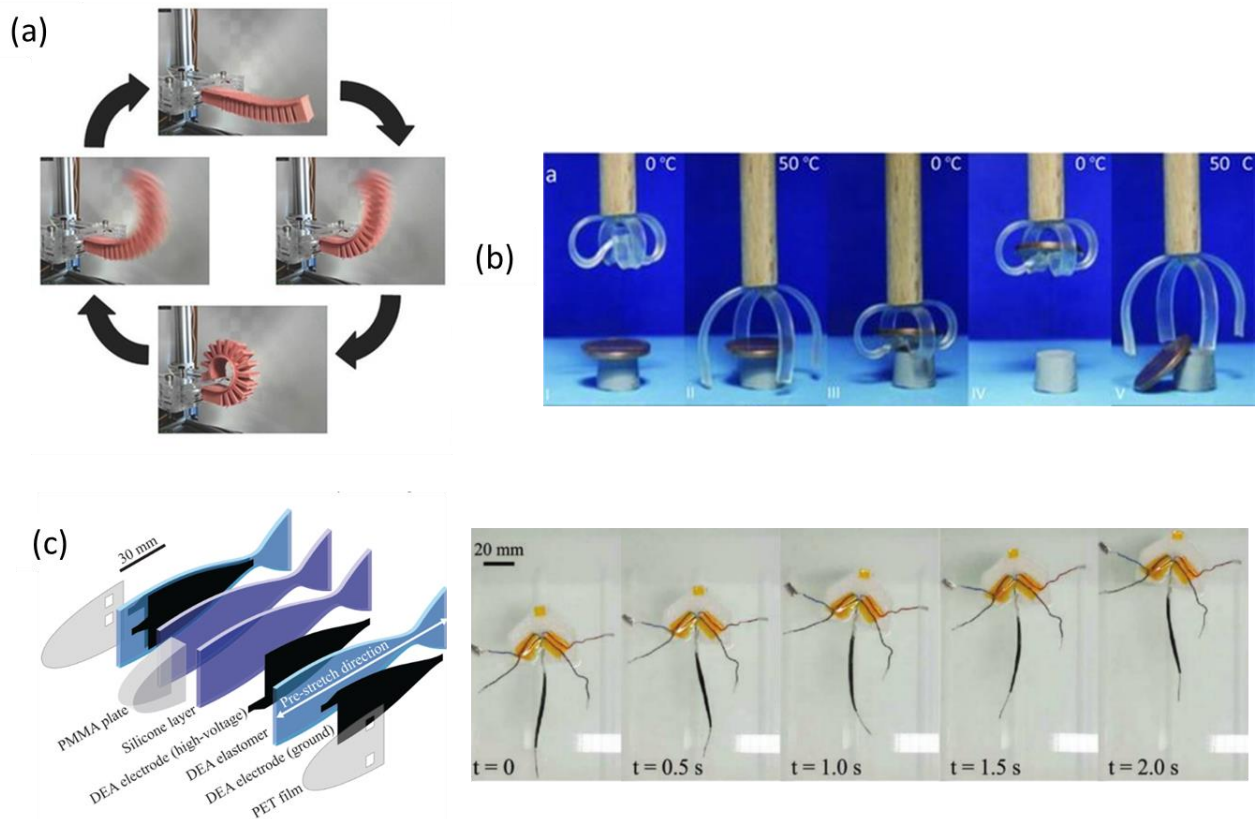 (a)
(b)
a
0 °C
50 °C
0 °C
0 °C
50 °C
I
II
III
IV
V
(c)
30 mm
Pre-stretch direction
PMMA plate
Silicone layer
DEA electrode (high-voltage)
DEA elastomer
DEA electrode (ground)
PET film
20 mm
t = 0
t = 0.5 s
t = 1.0 s
t = 1.5 s
t = 2.0 s